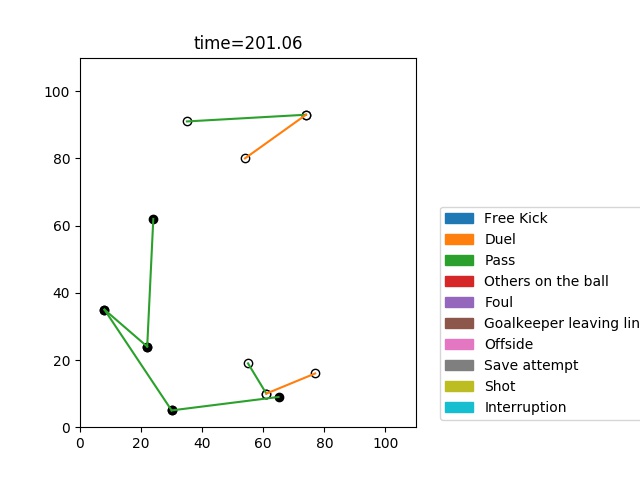 time=201.06
100
80
60
40
20
0
0 20 40 60 80 100
Free Kick
Duel
Pass
Others on the ball
Foul
Goalkeeper leaving lin
Offside
Save attempt
Shot
Interruption